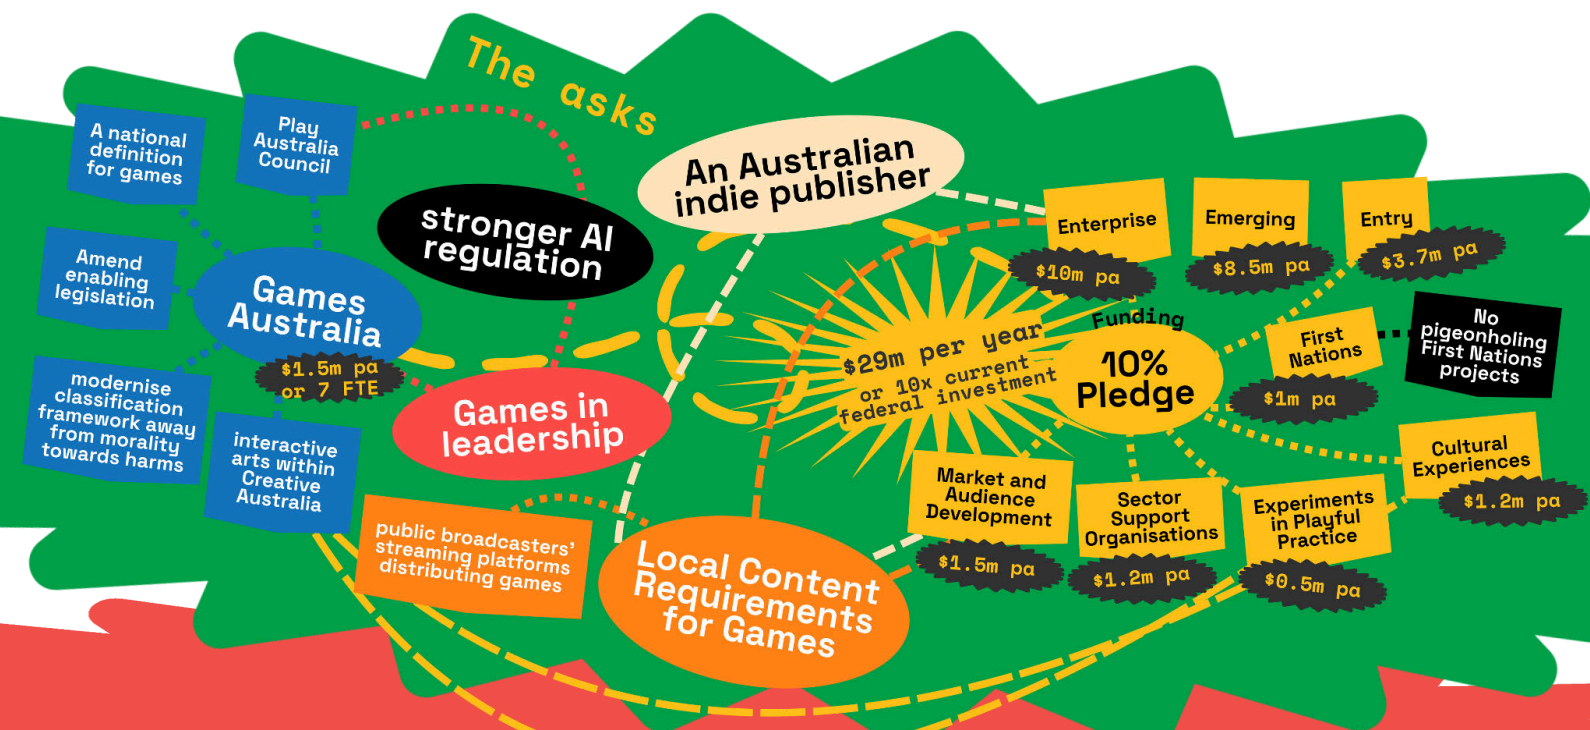 The asks
A national
definition
for games
Play
Australia
Council
Amend
enabling
legislation
Games
Australia
$1.5m pa
or 7 FTE
modernise
classification
framework away
from morality
towards harms
interactive
arts within
Creative
Australia
stronger AI
regulation
Games in
leadership
public broadcasters'
streaming platforms
distributing games
An Australian
indie publisher
Local Content
Requirements
for Games
$29m per year
or 10x current
federal investment
Funding
10%
Pledge
Enterprise
$10m pa
Emerging
$8.5m pa
Entry
$3.7m pa
First
Nations
$1m pa
No
pigeonholing
First Nations
projects
Cultural
Experiences
$1.2m pa
Market and
Audience
Development
$1.5m pa
Sector
Support
Organisations
$1.2m pa
Experiments
in Playful
Practice
$0.5m pa